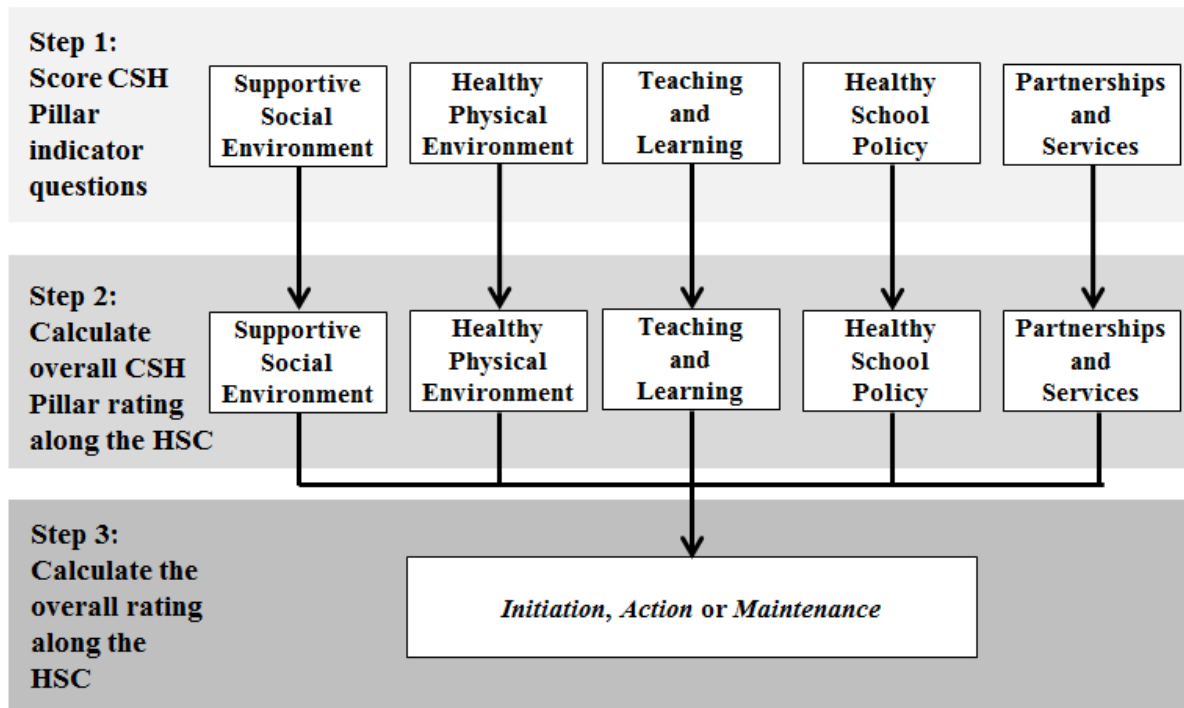 Step 1:
Score CSH
Pillar
indicator
questions
Supportive
Social
Environment
Healthy
Physical
Environment
Teaching
and
Learning
Healthy
School
Policy
Partnerships
and
Services
Step 2:
Calculate
overall CSH
Pillar rating
along the HSC
Supportive
Social
Environment
Healthy
Physical
Environment
Teaching
and
Learning
Healthy
School
Policy
Partnerships
and
Services
Step 3:
Calculate the
overall rating
along the
HSC
Initiation, Action or Maintenance